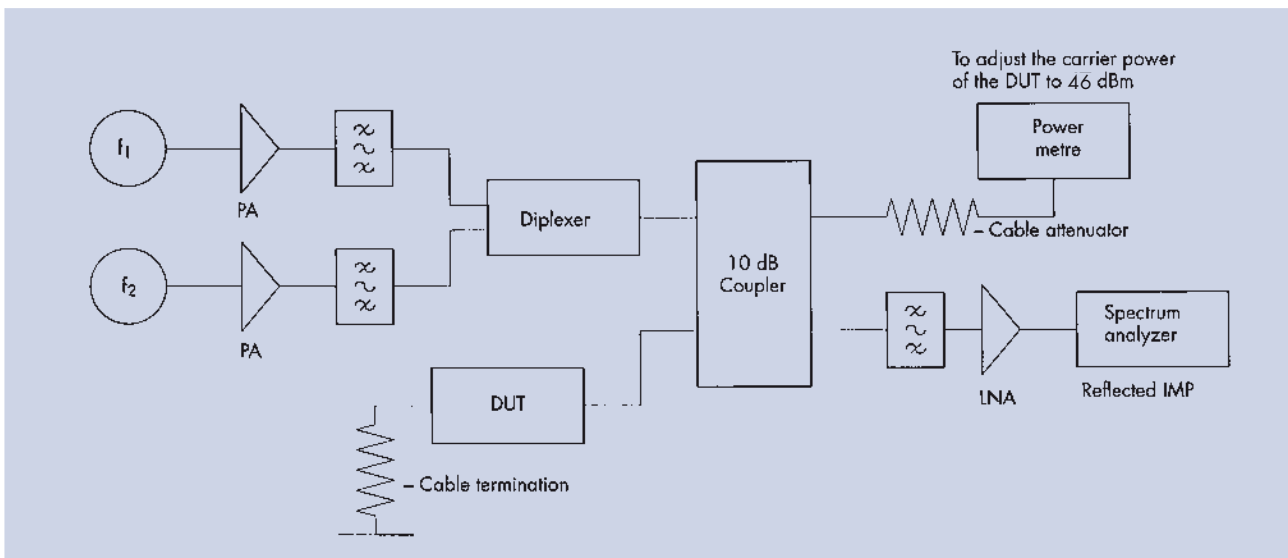 To adjust the carrier power
of the DUT to 46 dBm
Power
metre
f1
PA
Diplexer
– Cable attenuator
f2
PA
10 dB
Coupler
Spectrum
analyzer
LNA
Reflected IMP
DUT
– Cable termination